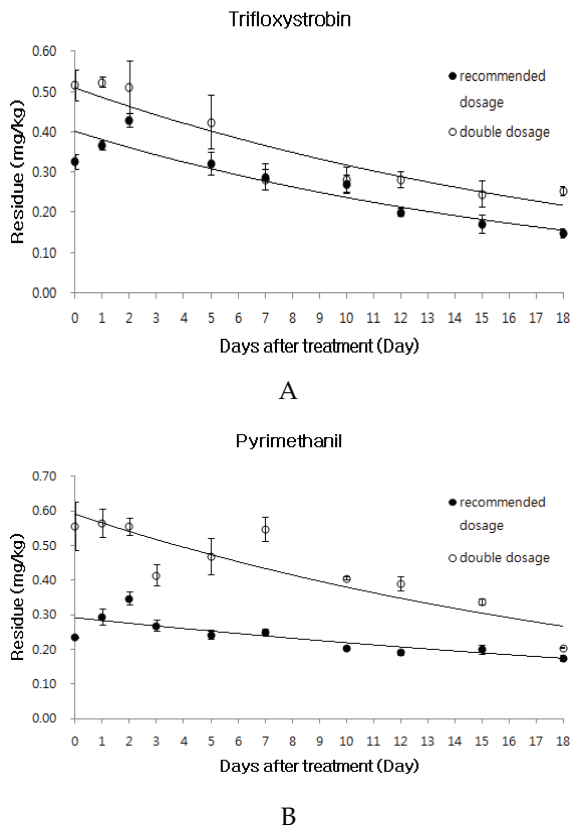 Trifloxystrobin
0.60
0.50
0.40
0.30
0.20
0.10
0.00
Residue (mg/kg)
recommended
dosage
double dosage
0 1 2 3 4 5 6 7 8 9 10 11 12 13 14 15 16 17 18
Days after treatment (Day)
A
Pyrimethanil
0.70
0.60
0.50
0.40
0.30
0.20
0.10
0.00
Residue (mg/kg)
recommended
dosage
double dosage
0 1 2 3 4 5 6 7 8 9 10 11 12 13 14 15 16 17 18
Days after treatment (Day)
B